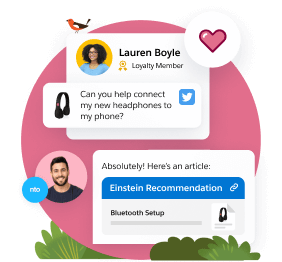 Lauren Boyle
Loyalty Member
Can you help connect
my new headphones to
my phone?
nto
Absolutely! Here's an article:
Einstein Recommendation
Bluetooth Setup